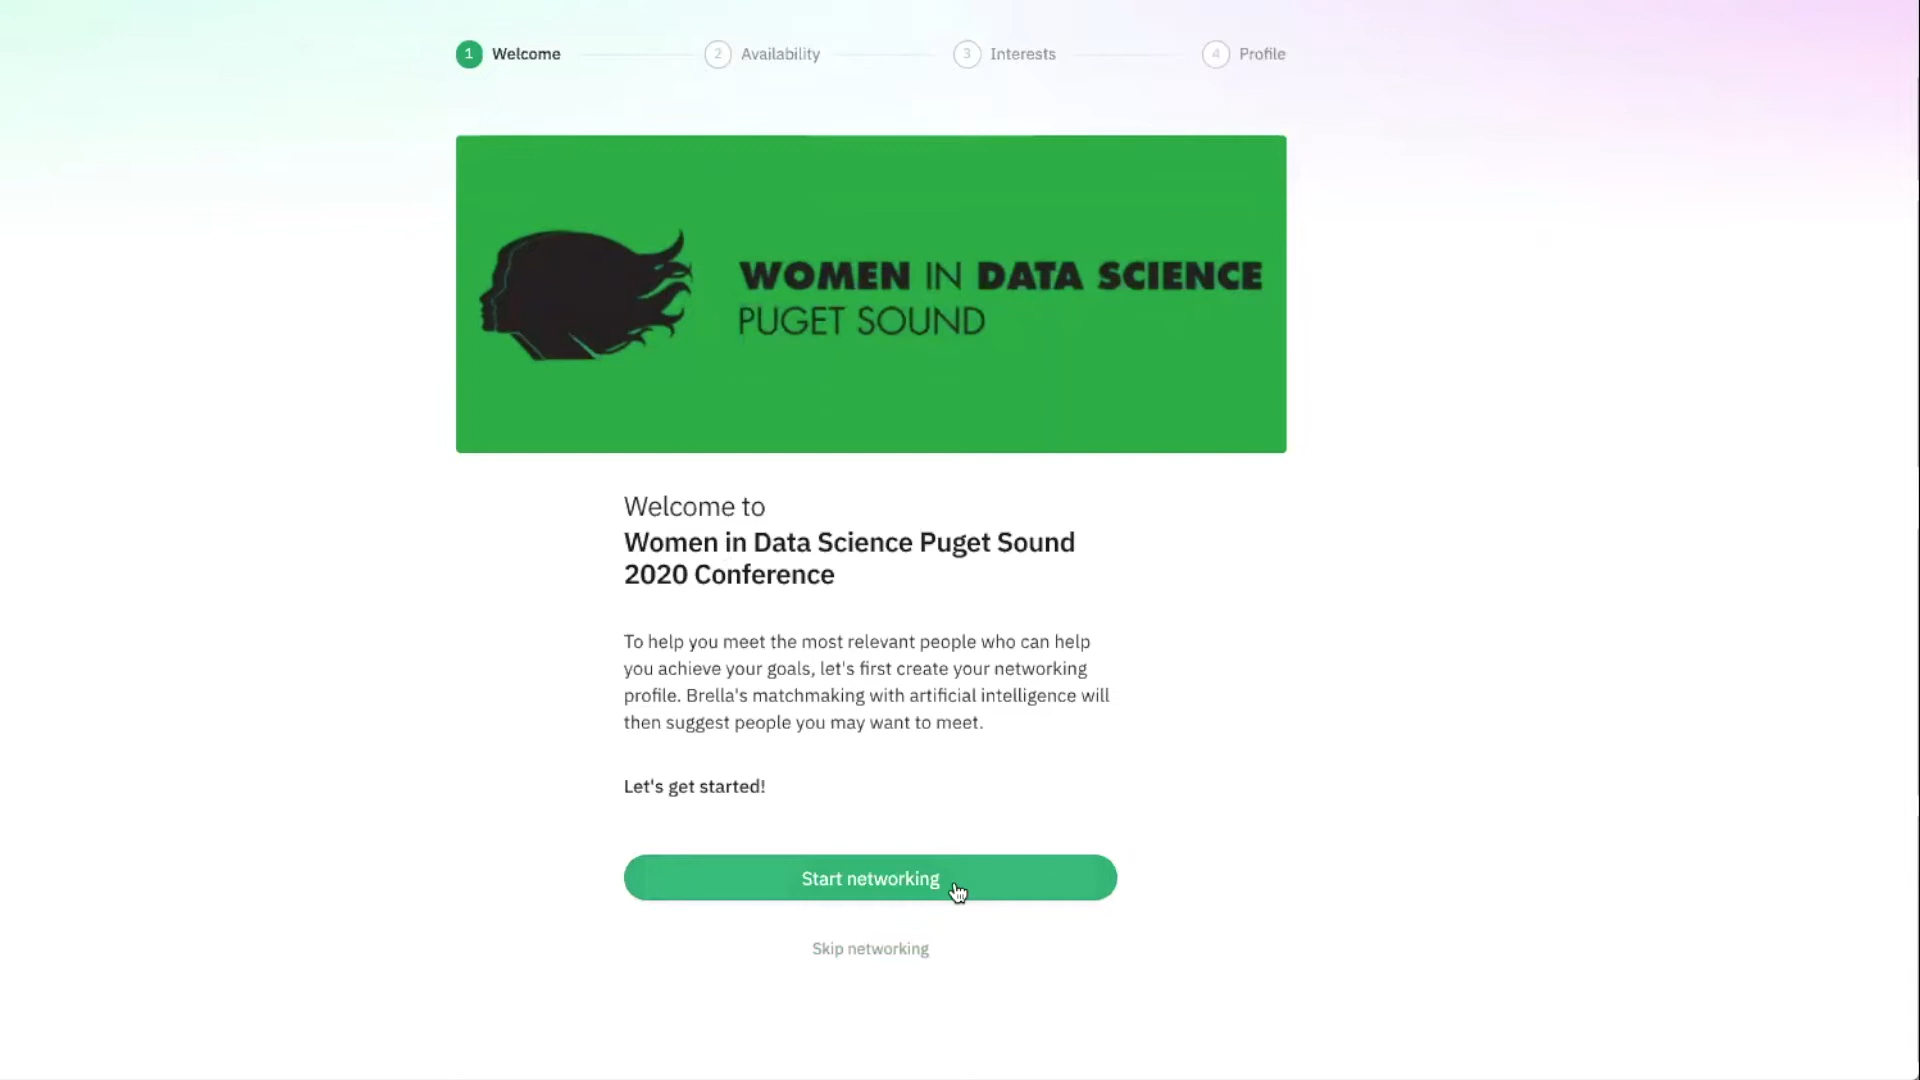 1 Welcome
2 Availability
3 Interests
4 Profile
WOMEN IN DATA SCIENCE
PUGET SOUND
Welcome to
Women in Data Science Puget Sound
2020 Conference
To help you meet the most relevant people who can help
you achieve your goals, let's first create your networking
profile. Brella's matchmaking with artificial intelligence will
then suggest people you may want to meet.
Let's get started!
Start networking
Skip networking